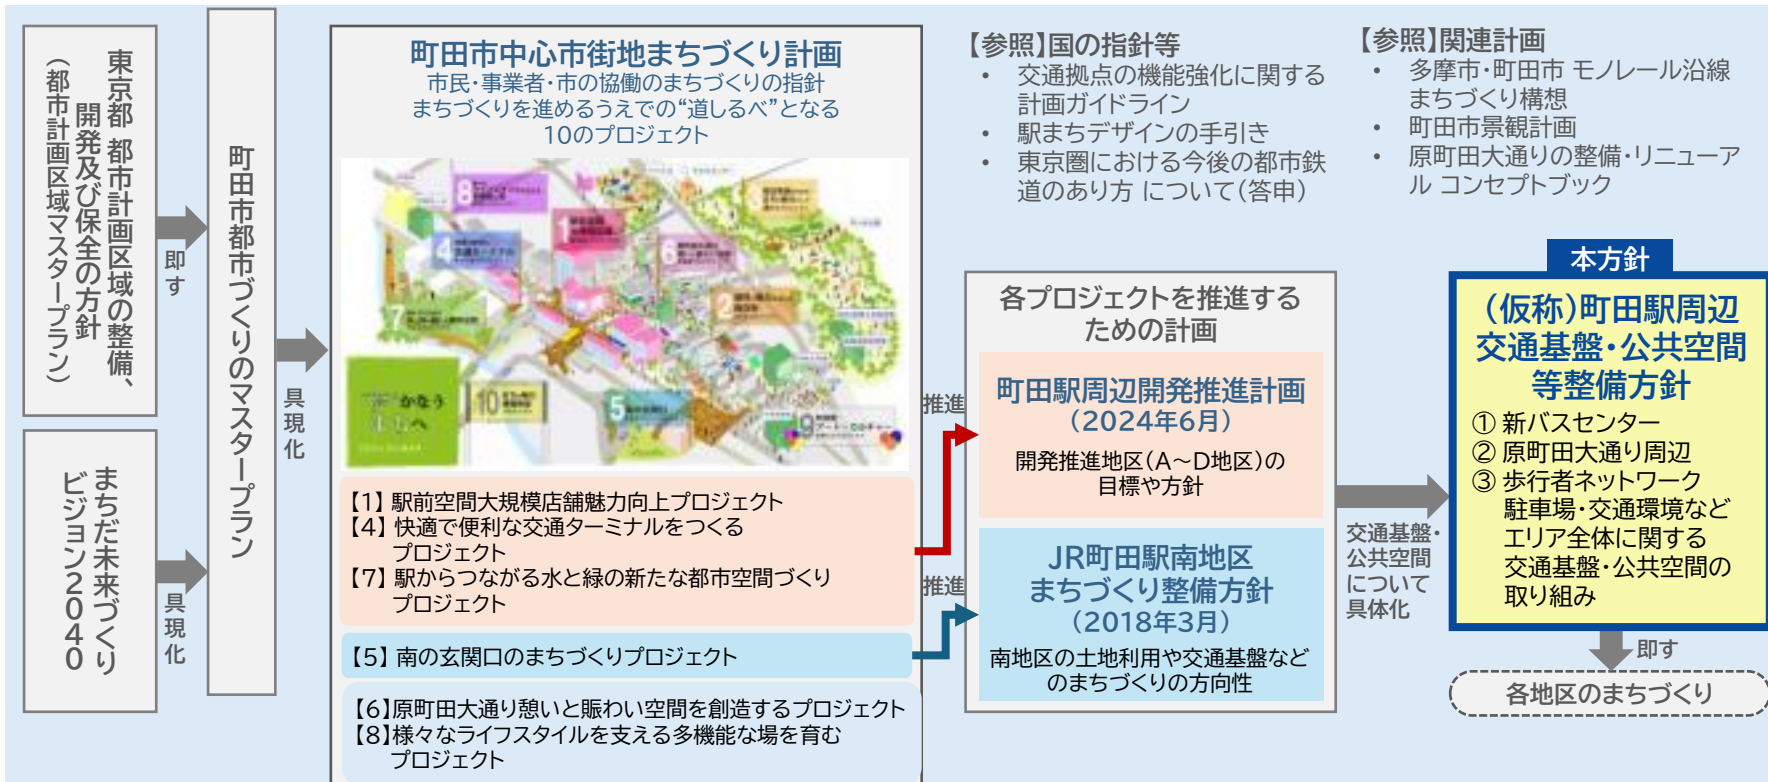 東京都 都市計画区域の整備、
開発及び保全の方針
（都市計画区域マスタープラン）
まちだ未来づくり
ビジョン2040
即す
具現化
町田市都市づくりのマスタープラン
具現化
町田市中心市街地まちづくり計画
市民・事業者・市の協働のまちづくりの指針
まちづくりを進めるうえでの“道しるべ”となる
10のプロジェクト
8
1
3
4
6
2
7
かなう
まちへ
10
5
9
【1】 駅前空間大規模店舗魅力向上プロジェクト
【4】 快適で便利な交通ターミナルをつくる
プロジェクト
【7】 駅からつながる水と緑の新たな都市空間づくり
プロジェクト
【5】 南の玄関口のまちづくりプロジェクト
【6】原町田大通り憩いと賑わい空間を創造するプロジェクト
【8】様々なライフスタイルを支える多機能な場を育む
プロジェクト
推進
推進
【参照】国の指針等
• 交通拠点の機能強化に関する
計画ガイドライン
• 駅まちデザインの手引き
• 東京圏における今後の都市鉄
道のあり方 について（答申）
【参照】関連計画
• 多摩市・町田市 モノレール沿線
まちづくり構想
• 町田市景観計画
• 原町田大通りの整備・リニューア
ル コンセプトブック
各プロジェクトを推進する
ための計画
町田駅周辺開発推進計画
（2024年6月）
開発推進地区（A～D地区）の
目標や方針
JR町田駅南地区
まちづくり整備方針
（2018年3月）
南地区の土地利用や交通基盤など
のまちづくりの方向性
交通基盤・
公共空間
について
具体化
本方針
（仮称）町田駅周辺
交通基盤・公共空間
等整備方針
① 新バスセンター
② 原町田大通り周辺
③ 歩行者ネットワーク
駐車場・交通環境など
エリア全体に関する
交通基盤・公共空間の
取り組み
即す
各地区のまちづくり